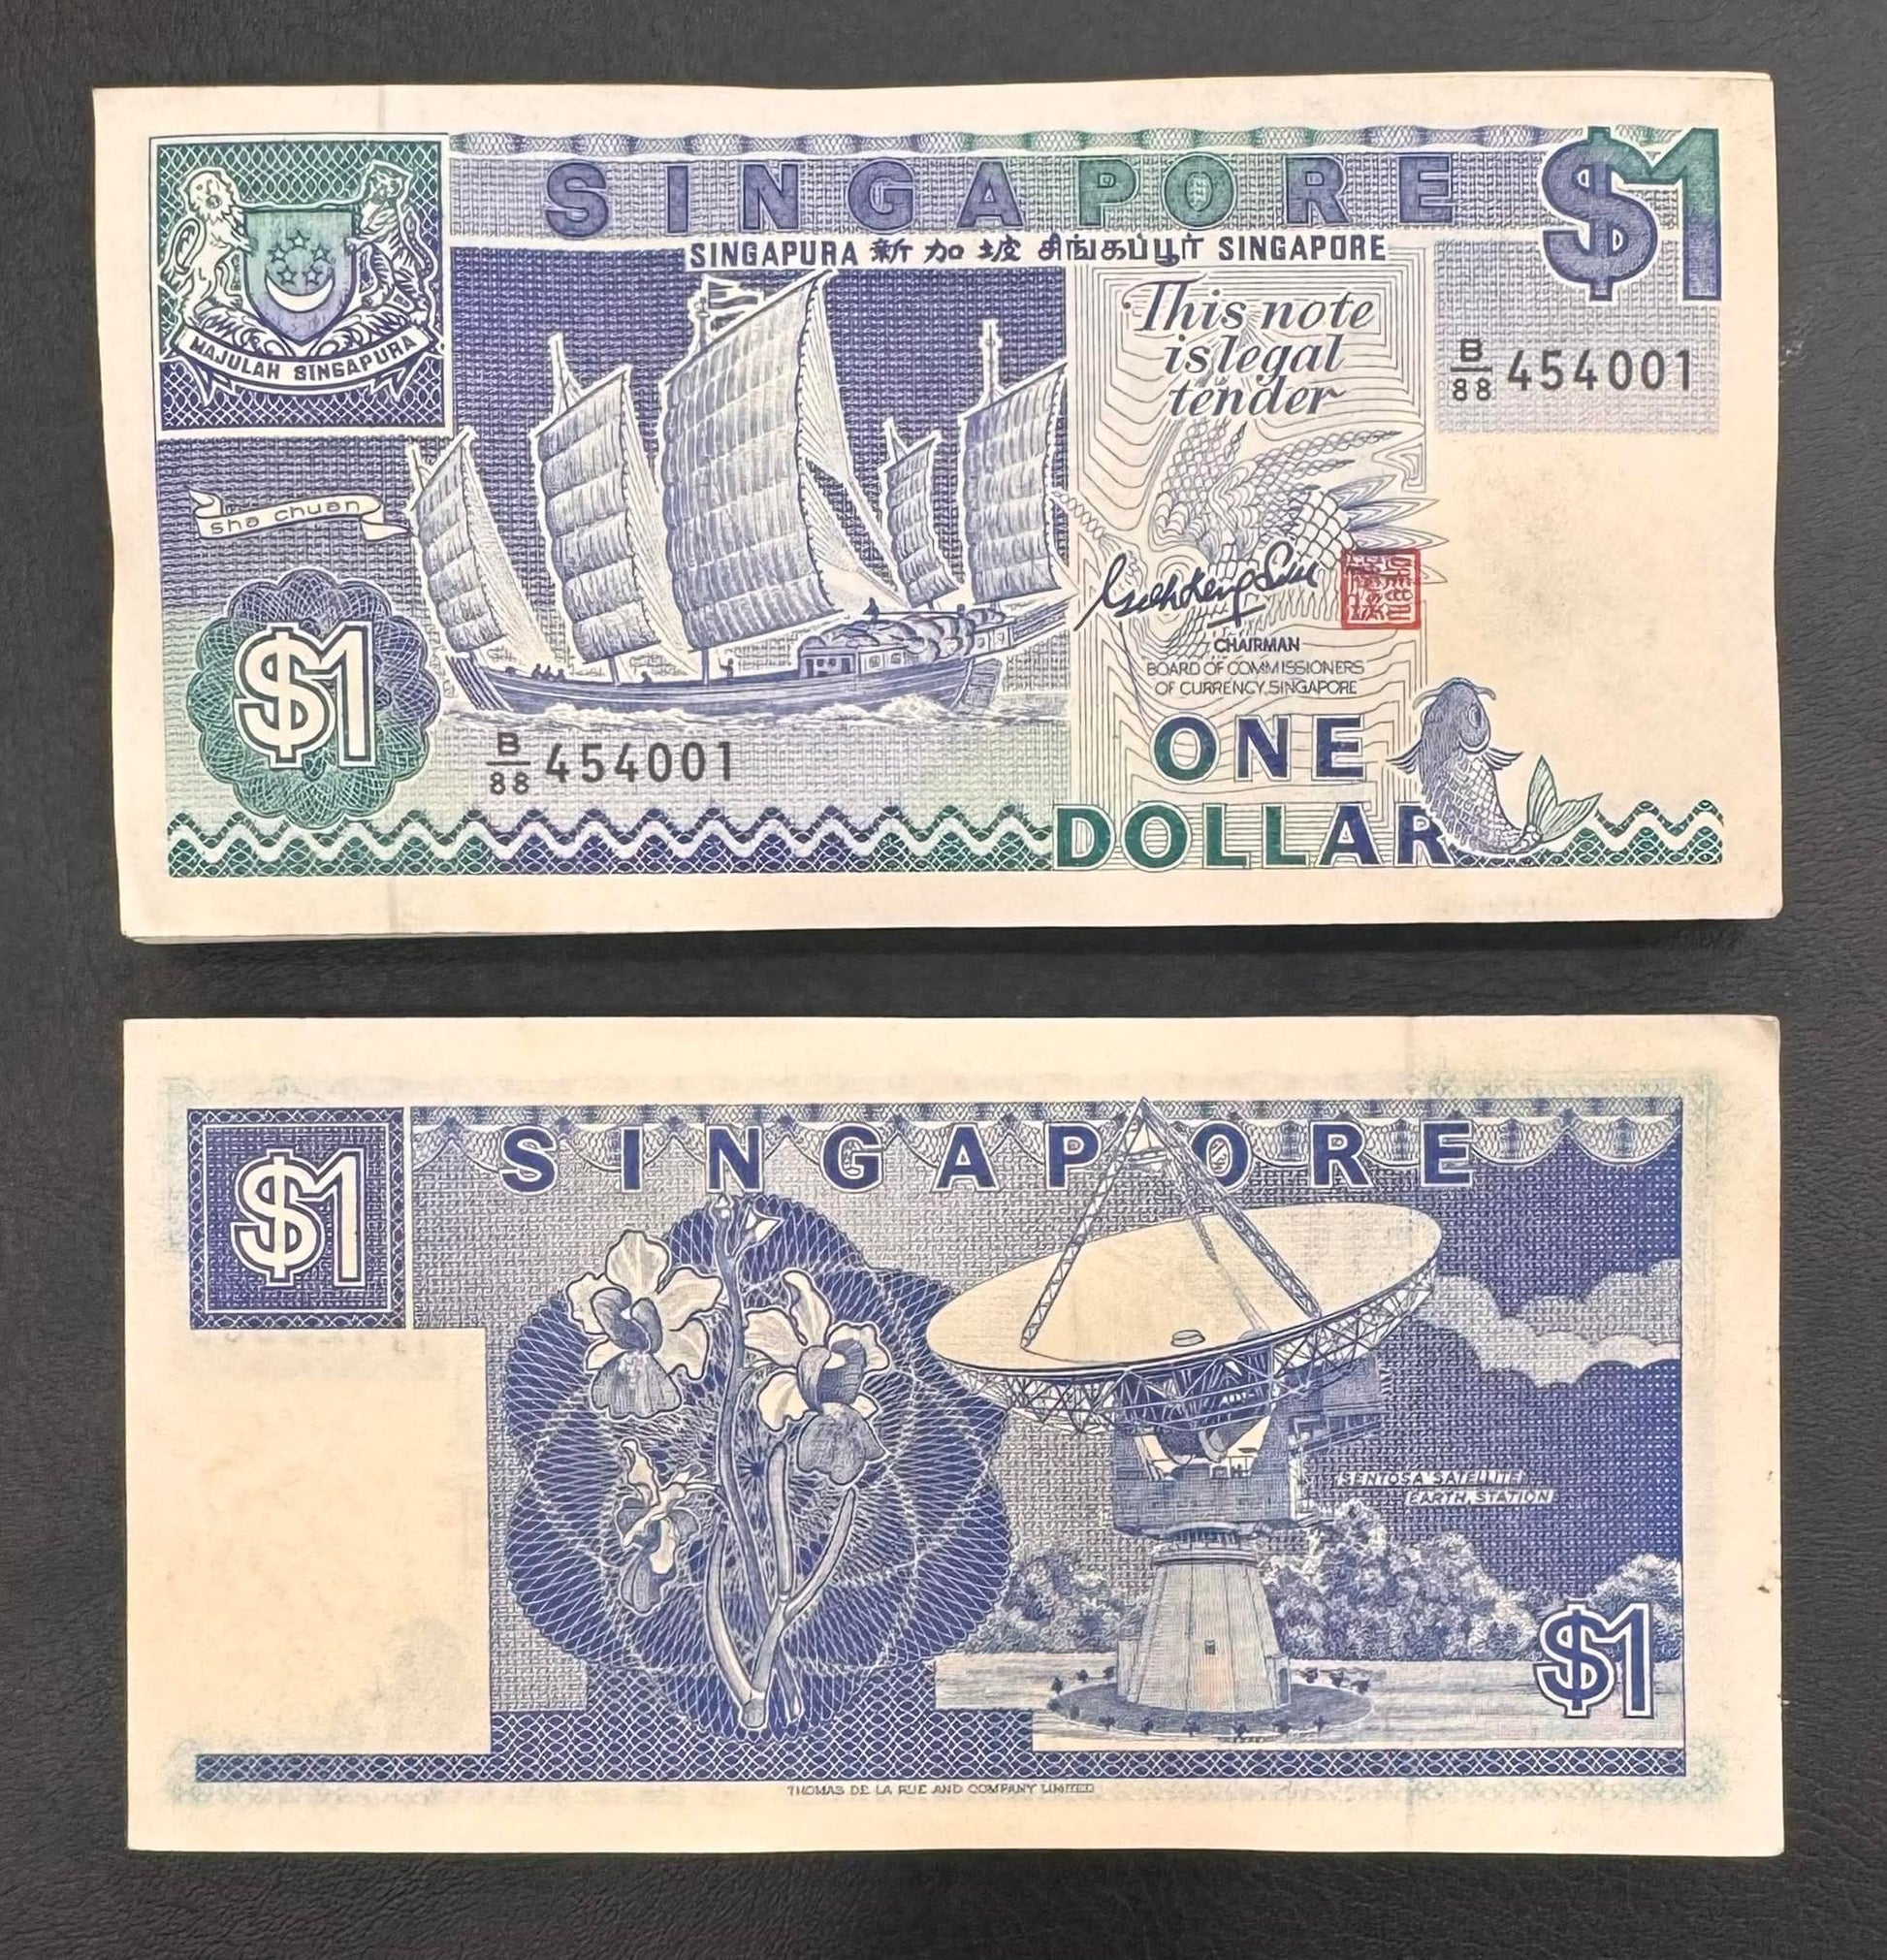 SINGAPORE
$1
SINGAPURA 新加坡 சிங்கப்பூர் SINGAPORE
MAJULAH SINGAPURA
This note
is legal
tender
B/88 454001
sha chuan
CHAIRMAN
BOARD OF COMMISSIONERS
OF CURRENCY, SINGAPORE
$1
B/88 454001
ONE
DOLLAR
$1
SINGAPORE
SENTOSA SATELLITE
EARTH STATION
$1
THOMAS DE LA RUE AND COMPANY LIMITED